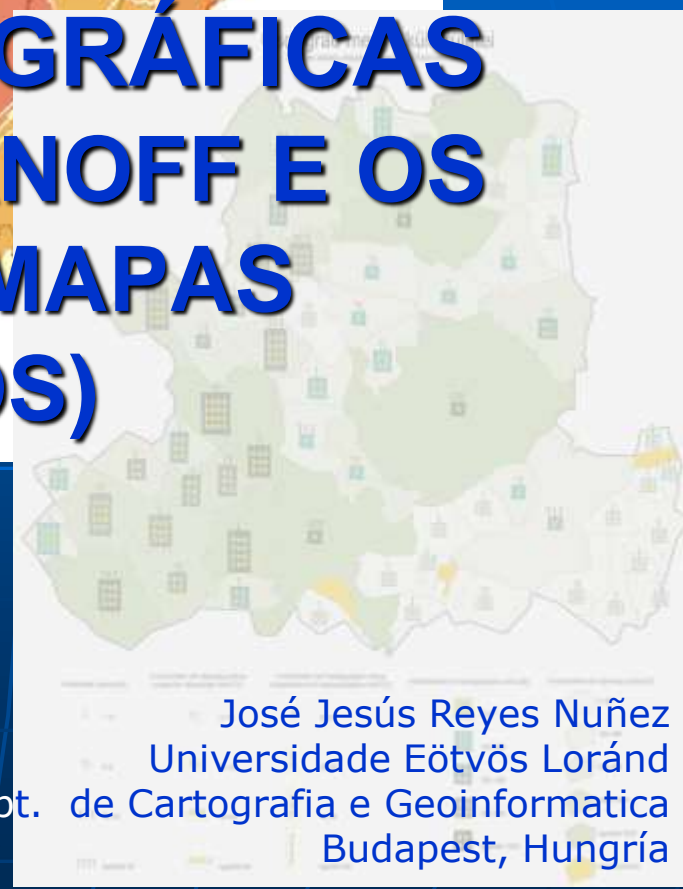 GRÁFICAS
NOFF E OS
MAPAS
OS)
José Jesús Reyes Nuñez
Universidade Eötvös Loránd
pt. de Cartografia e Geoinformatica
Budapest, Hungría